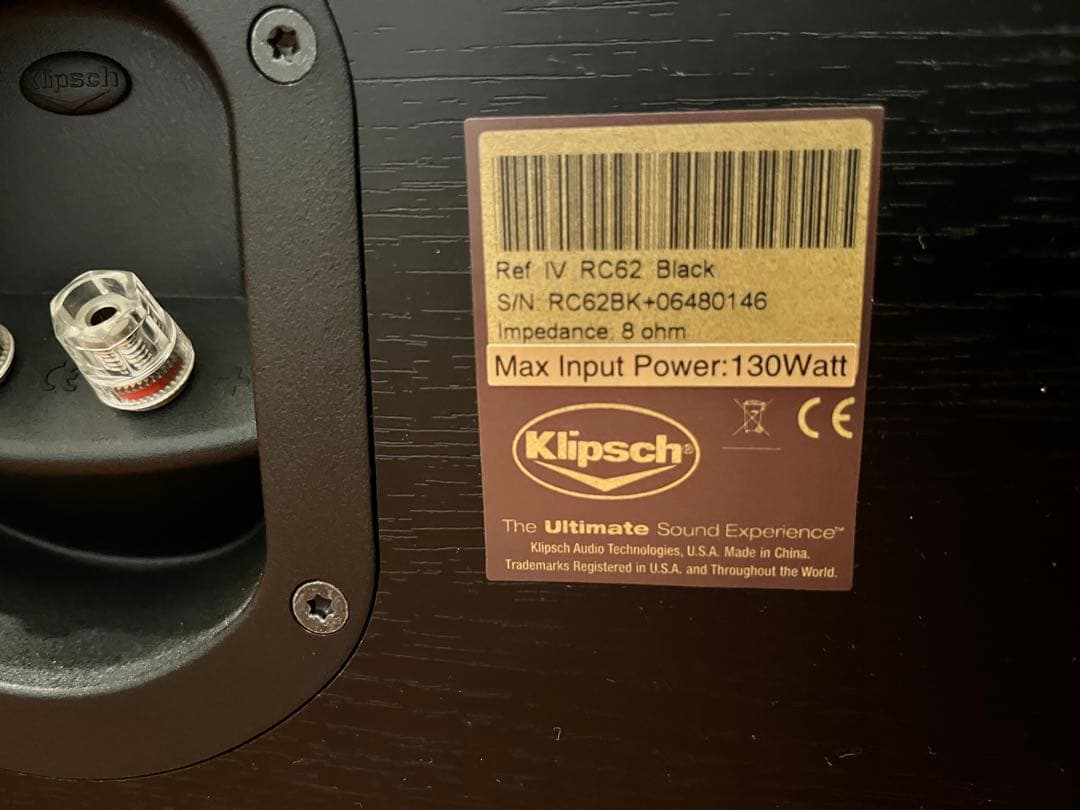 Klipsch
Ref IV RC62 Black
S/N: RC62BK+06480146
Impedance: 8 ohm
Max Input Power:130Watt
CE
+
CE
Klipsch®
The Ultimate Sound Experience™
Klipsch Audio Technologies, U.S.A. Made in China.
Trademarks Registered in U.S.A. and Throughout the World.